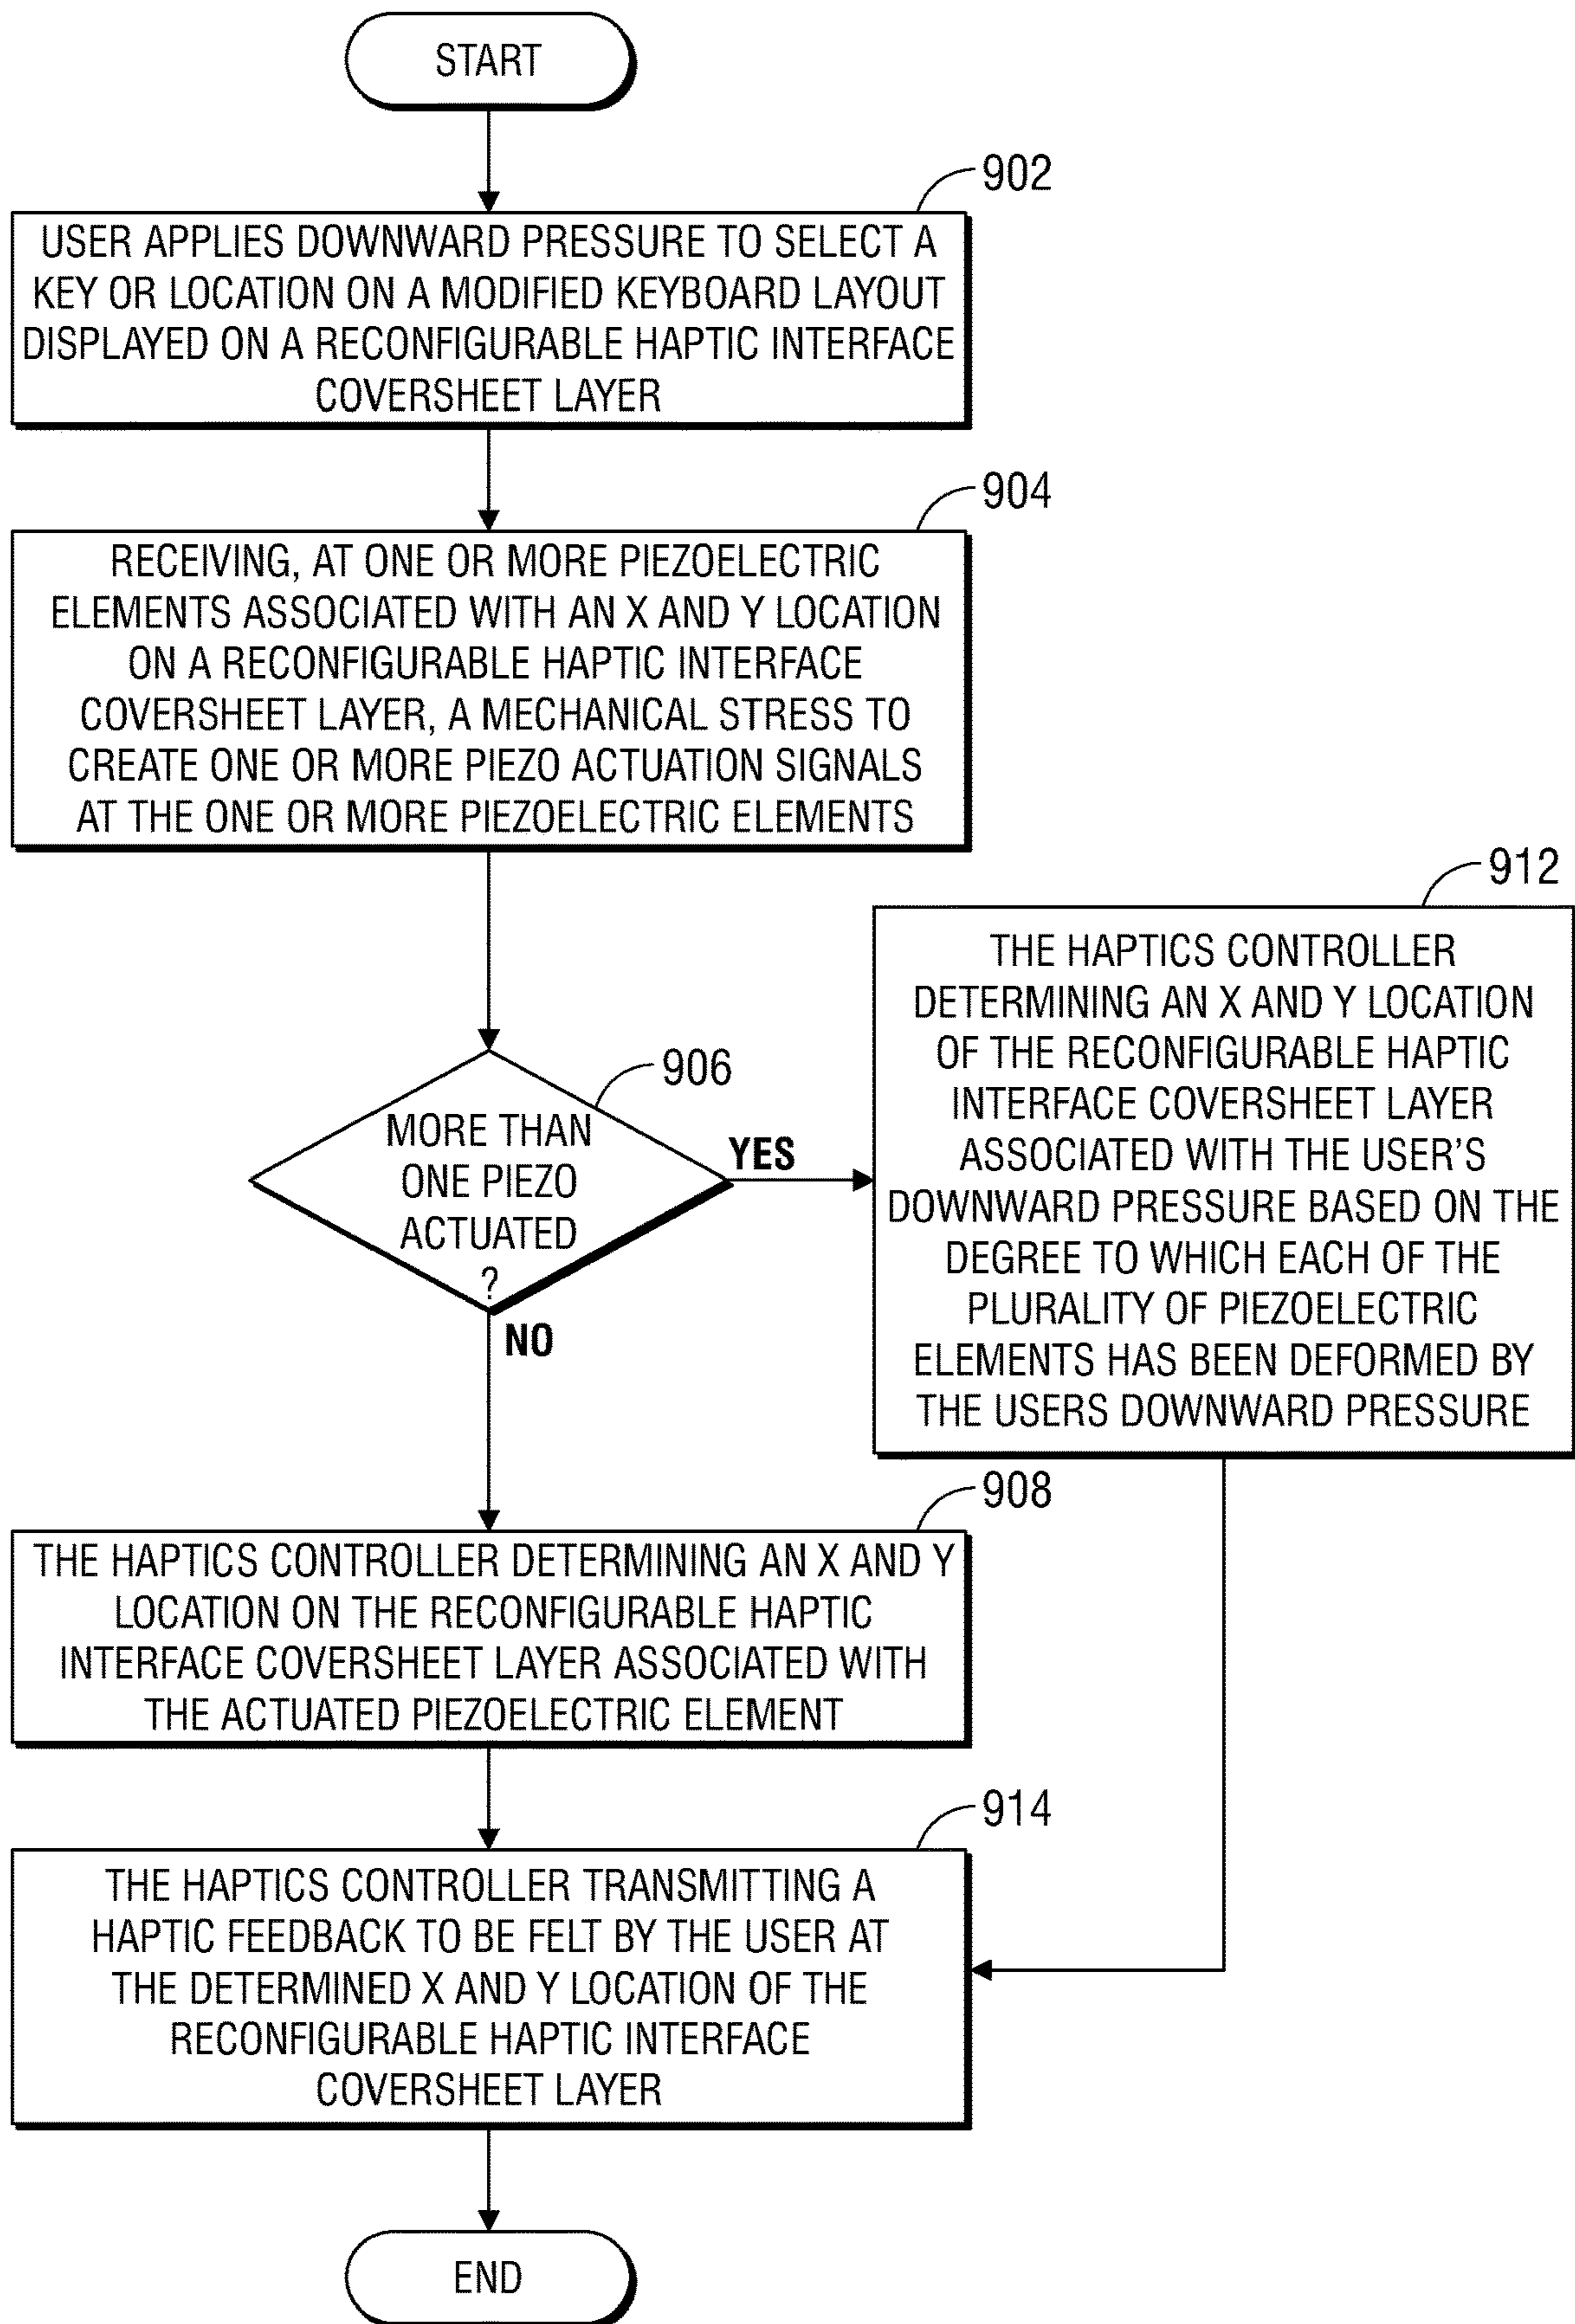 START
902
USER APPLIES DOWNWARD PRESSURE TO SELECT A
KEY OR LOCATION ON A MODIFIED KEYBOARD LAYOUT
DISPLAYED ON A RECONFIGURABLE HAPTIC INTERFACE
COVERSHEET LAYER
904
RECEIVING, AT ONE OR MORE PIEZOELECTRIC
ELEMENTS ASSOCIATED WITH AN X AND Y LOCATION
ON A RECONFIGURABLE HAPTIC INTERFACE
COVERSHEET LAYER, A MECHANICAL STRESS TO
CREATE ONE OR MORE PIEZO ACTUATION SIGNALS
AT THE ONE OR MORE PIEZOELECTRIC ELEMENTS
906
MORE THAN
ONE PIEZO
ACTUATED
?
YES
NO
912
THE HAPTICS CONTROLLER
DETERMINING AN X AND Y LOCATION
OF THE RECONFIGURABLE HAPTIC
INTERFACE COVERSHEET LAYER
ASSOCIATED WITH THE USER'S
DOWNWARD PRESSURE BASED ON THE
DEGREE TO WHICH EACH OF THE
PLURALITY OF PIEZOELECTRIC
ELEMENTS HAS BEEN DEFORMED BY
THE USERS DOWNWARD PRESSURE
908
THE HAPTICS CONTROLLER DETERMINING AN X AND Y
LOCATION ON THE RECONFIGURABLE HAPTIC
INTERFACE COVERSHEET LAYER ASSOCIATED WITH
THE ACTUATED PIEZOELECTRIC ELEMENT
914
THE HAPTICS CONTROLLER TRANSMITTING A
HAPTIC FEEDBACK TO BE FELT BY THE USER AT
THE DETERMINED X AND Y LOCATION OF THE
RECONFIGURABLE HAPTIC INTERFACE
COVERSHEET LAYER
END